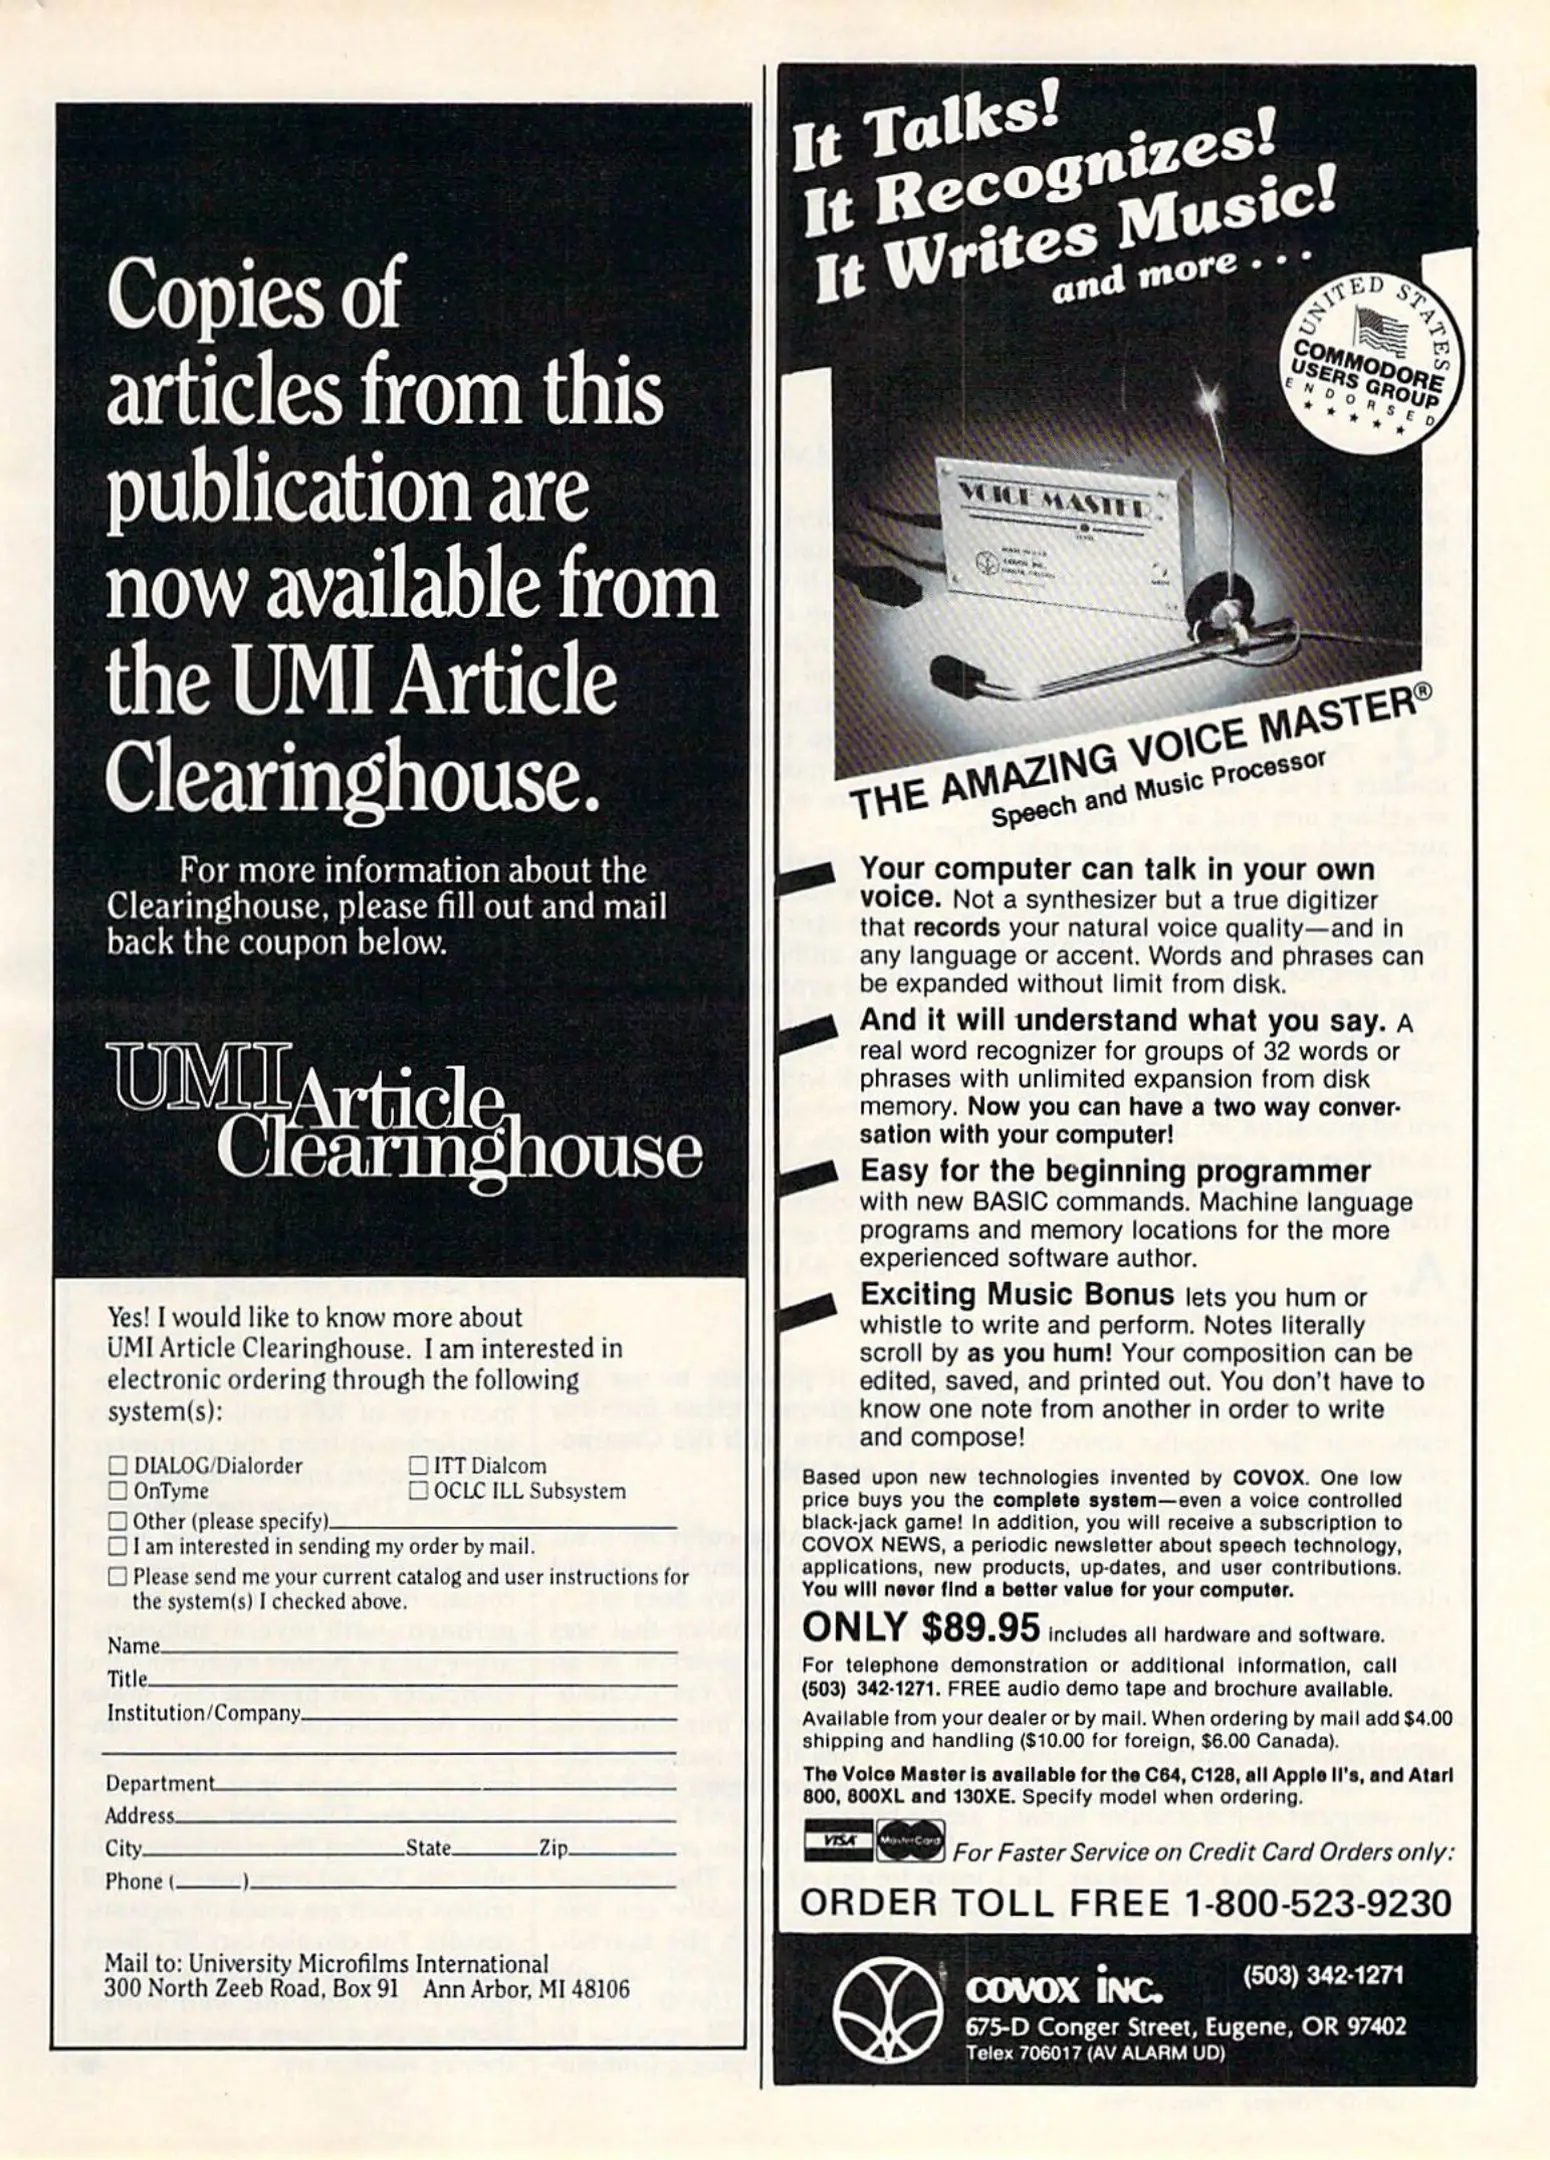 Copies of
articles from this
publication are
now available from
the UMI Article
Clearinghouse.
For more information about the
Clearinghouse, please fill out and mail
back the coupon below.
UMI Article
Clearinghouse
Yes! I would like to know more about
UMI Article Clearinghouse. I am interested in
electronic ordering through the following
system(s):
☐ DIALOG/Dialorder ☐ ITT Dialcom
☐ OnTyme ☐ OCLC ILL Subsystem
☐ Other (please specify)
☐ I am interested in sending my order by mail.
☐ Please send me your current catalog and user instructions for
the system(s) I checked above.
Name
Title
Institution/Company
Department
Address
City State Zip
Phone ( )
Mail to: University Microfilms International
300 North Zeeb Road, Box 91 Ann Arbor, MI 48106
It Talks!
It Recognizes!
It Writes Music!
and more . . .
UNITED STATES
COMMODORE
USERS GROUP
ENDORSED
VOICE MASTER
COVOX INC.
THE AMAZING VOICE MASTER®
Speech and Music Processor
Your computer can talk in your own
voice. Not a synthesizer but a true digitizer
that records your natural voice quality—and in
any language or accent. Words and phrases can
be expanded without limit from disk.
And it will understand what you say. A
real word recognizer for groups of 32 words or
phrases with unlimited expansion from disk
memory. Now you can have a two way conver-
sation with your computer!
Easy for the beginning programmer
with new BASIC commands. Machine language
programs and memory locations for the more
experienced software author.
Exciting Music Bonus lets you hum or
whistle to write and perform. Notes literally
scroll by as you hum! Your composition can be
edited, saved, and printed out. You don't have to
know one note from another in order to write
and compose!
Based upon new technologies invented by COVOX. One low
price buys you the complete system—even a voice controlled
black-jack game! In addition, you will receive a subscription to
COVOX NEWS, a periodic newsletter about speech technology,
applications, new products, up-dates, and user contributions.
You will never find a better value for your computer.
ONLY $89.95 includes all hardware and software.
For telephone demonstration or additional information, call
(503) 342-1271. FREE audio demo tape and brochure available.
Available from your dealer or by mail. When ordering by mail add $4.00
shipping and handling ($10.00 for foreign, $6.00 Canada).
The Voice Master is available for the C64, C128, all Apple II's, and Atari
800, 800XL and 130XE. Specify model when ordering.
VISA MasterCard For Faster Service on Credit Card Orders only:
ORDER TOLL FREE 1-800-523-9230
COVOX INC. (503) 342-1271
675-D Conger Street, Eugene, OR 97402
Telex 706017 (AV ALARM UD)